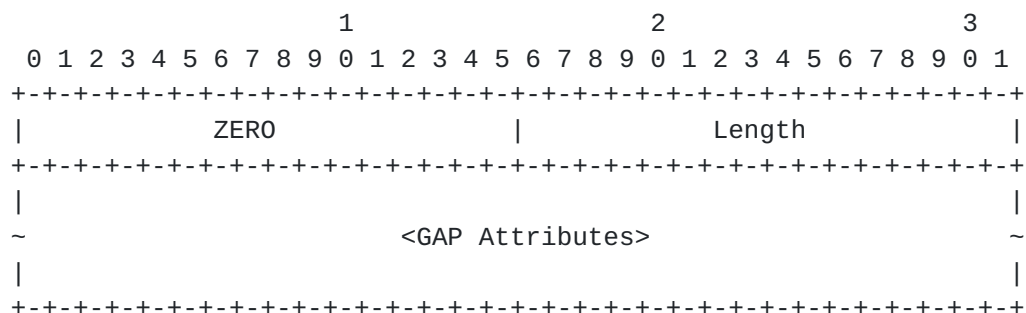 1                   2                   3
 0 1 2 3 4 5 6 7 8 9 0 1 2 3 4 5 6 7 8 9 0 1 2 3 4 5 6 7 8 9 0 1
+-+-+-+-+-+-+-+-+-+-+-+-+-+-+-+-+-+-+-+-+-+-+-+-+-+-+-+-+-+-+-+-+
|            ZERO               |            Length             |
+-+-+-+-+-+-+-+-+-+-+-+-+-+-+-+-+-+-+-+-+-+-+-+-+-+-+-+-+-+-+-+-+
|                                                               |
~                        <GAP Attributes>                       ~
|                                                               |
+-+-+-+-+-+-+-+-+-+-+-+-+-+-+-+-+-+-+-+-+-+-+-+-+-+-+-+-+-+-+-+-+